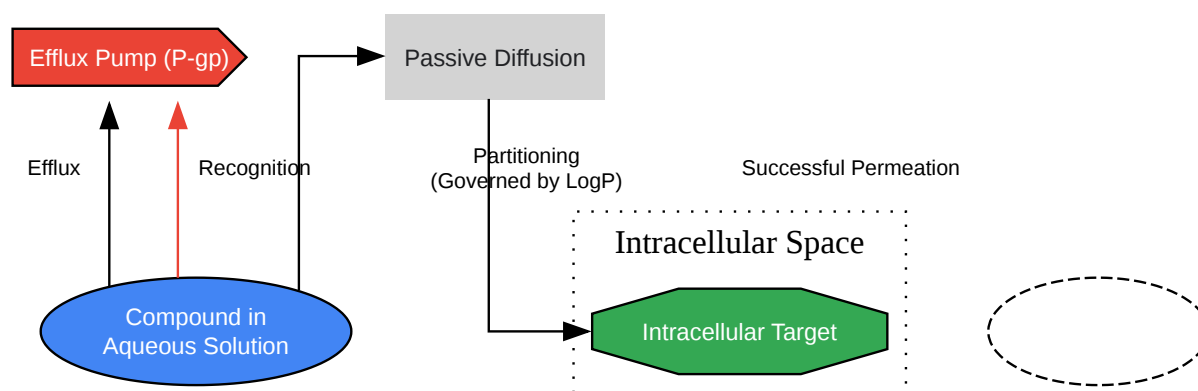 Efflux Pump (P-gp)
Passive Diffusion
Efflux
Recognition
Partitioning
(Governed by LogP)
Successful Permeation
Intracellular Space
Compound in
Aqueous Solution
Intracellular Target